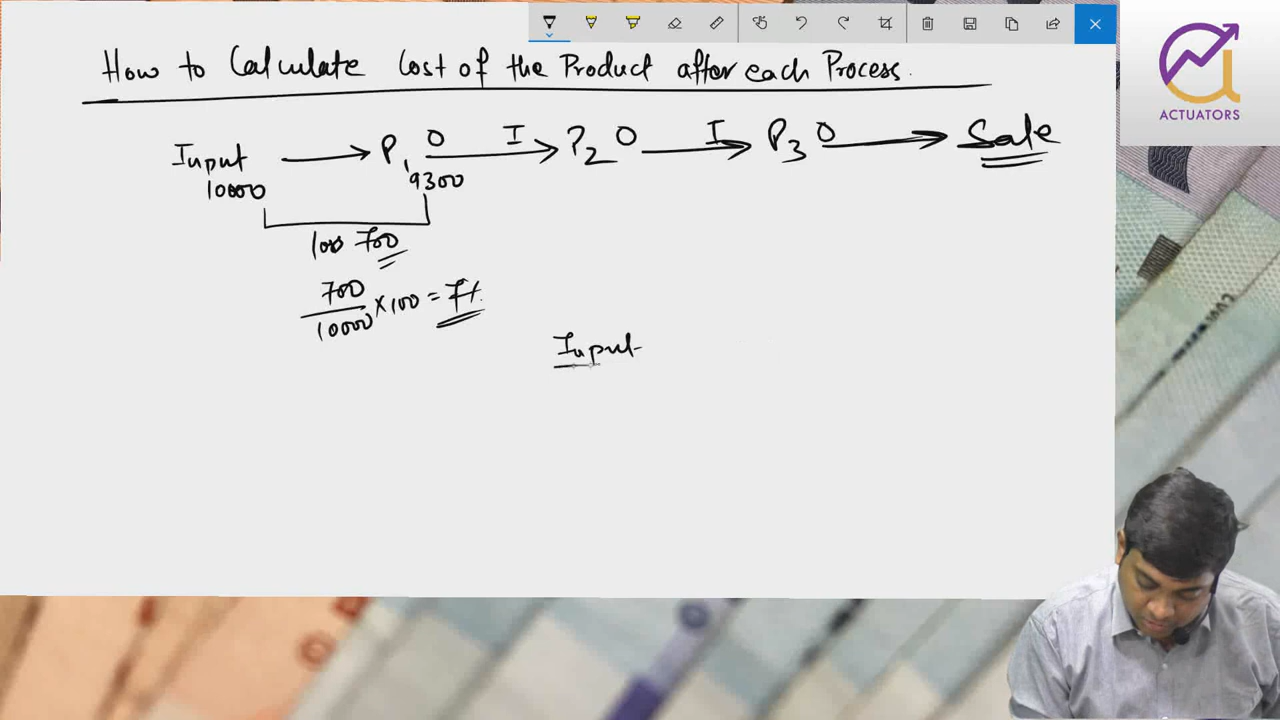 How to Calculate Cost of the Product after each Process.
Input → P1 O I → P2 O I → P3 O → Sale
10000 9300
loss 700
700/10000 × 100 = 7%
Input
ACTUATORS